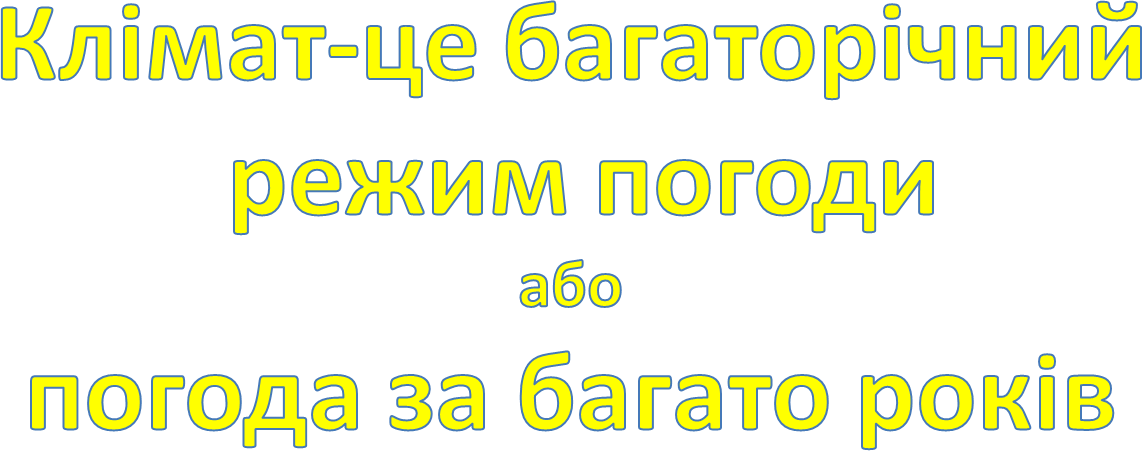 Клімат-це багаторічний
режим погоди
або
погода за багато років